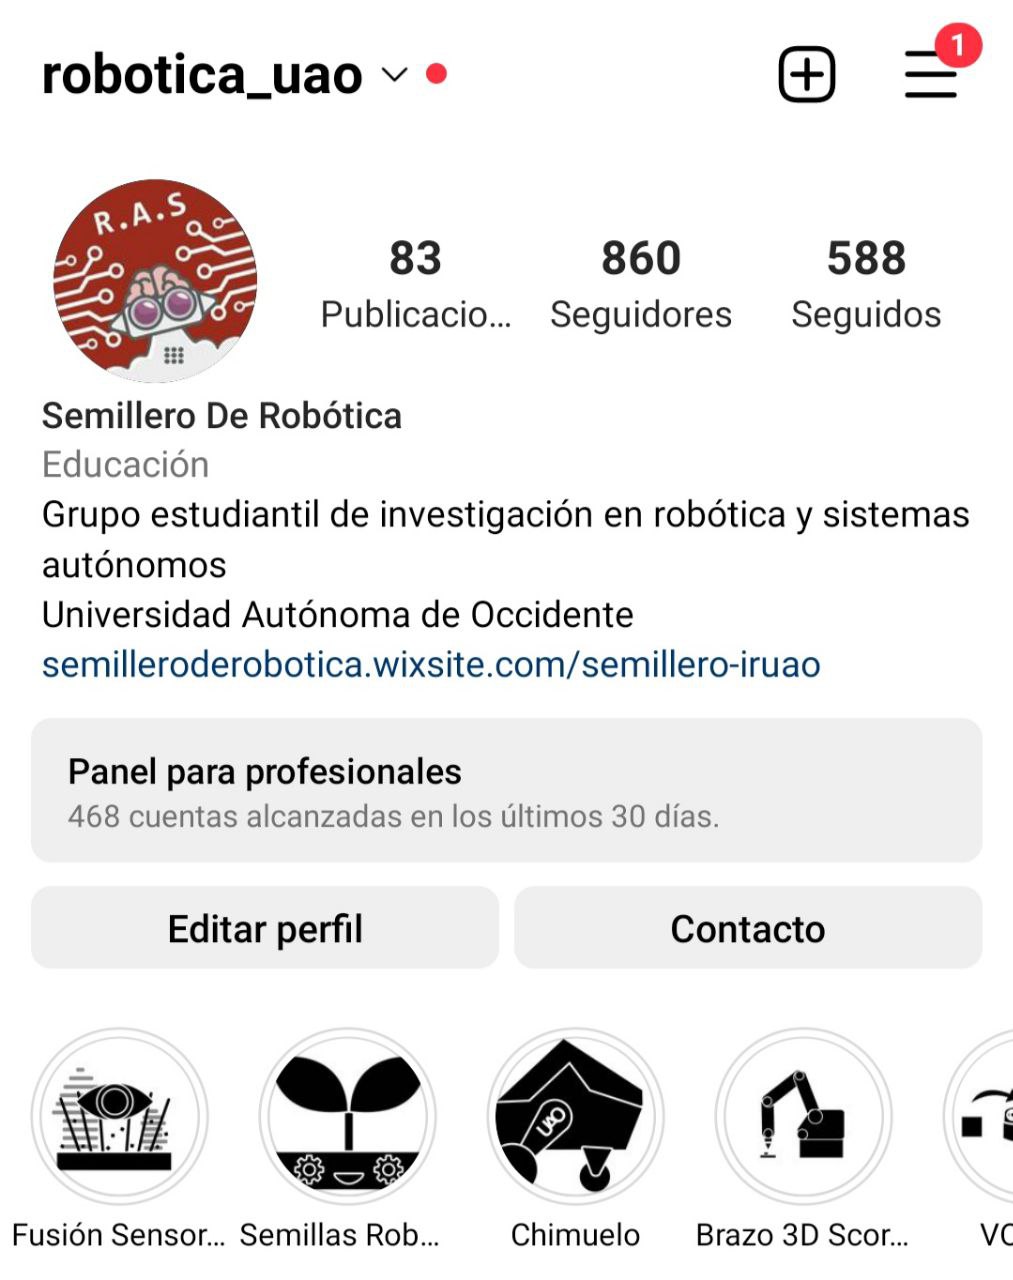 robotica_uao
1
R.A.S
83 860 588
Publicacio... Seguidores Seguidos
Semillero De Robótica
Educación
Grupo estudiantil de investigación en robótica y sistemas
autónomos
Universidad Autónoma de Occidente
semilleroderobotica.wixsite.com/semillero-iruao
Panel para profesionales
468 cuentas alcanzadas en los últimos 30 días.
Editar perfil Contacto
UAO
Fusión Sensor... Semillas Rob... Chimuelo Brazo 3D Scor...